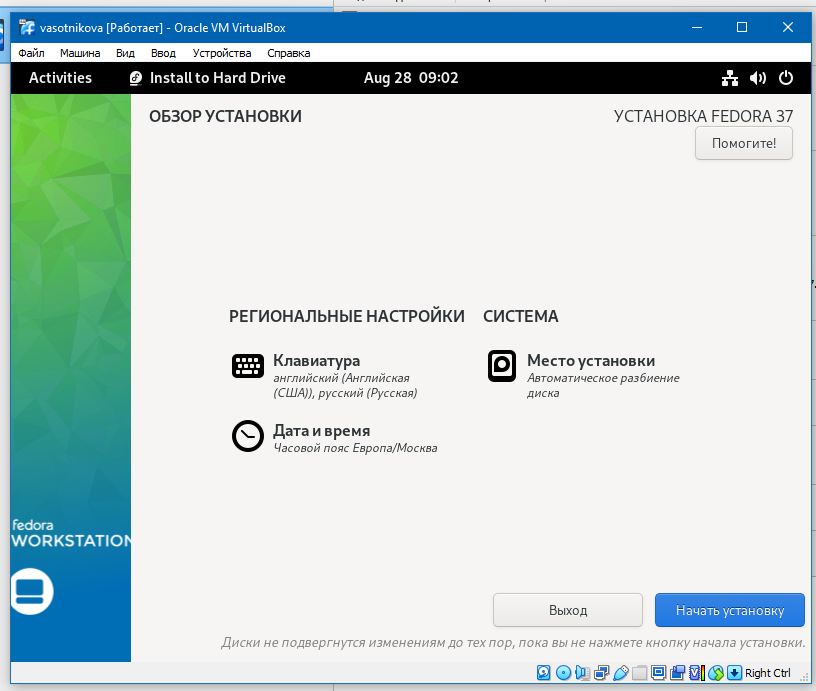 vasotnikova [Работает] - Oracle VM VirtualBox
Файл Машина Вид Ввод Устройства Справка
Activities Install to Hard Drive Aug 28 09:02
ОБЗОР УСТАНОВКИ
УСТАНОВКА FEDORA 37
Помогите!
РЕГИОНАЛЬНЫЕ НАСТРОЙКИ
СИСТЕМА
Клавиатура
английский (Английская
(США)), русский (Русская)
Место установки
Автоматическое разбиение
диска
Дата и время
Часовой пояс Европа/Москва
fedora
WORKSTATION
Выход
Начать установку
Диски не подвергнутся изменениям до тех пор, пока вы не нажмете кнопку начала установки.
Right Ctrl